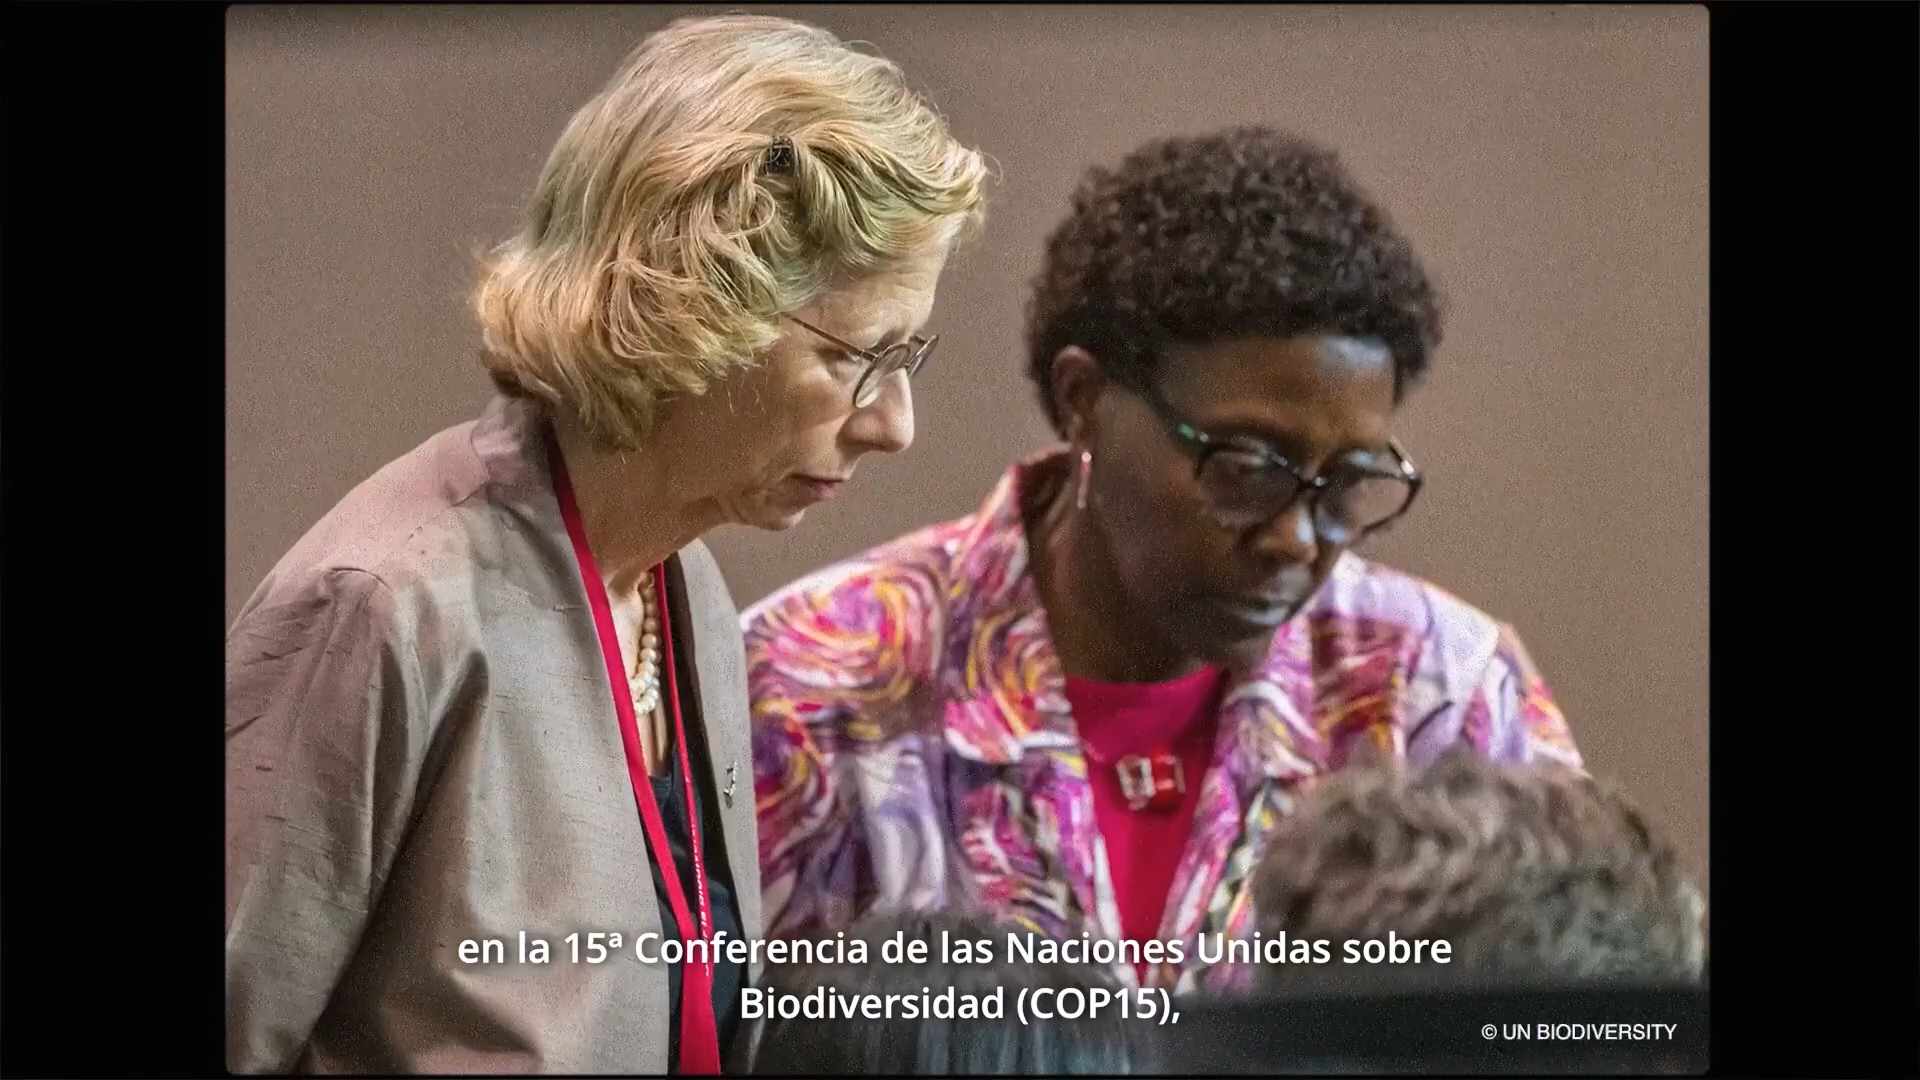 en la 15ª Conferencia de las Naciones Unidas sobre
Biodiversidad (COP15),
© UN BIODIVERSITY